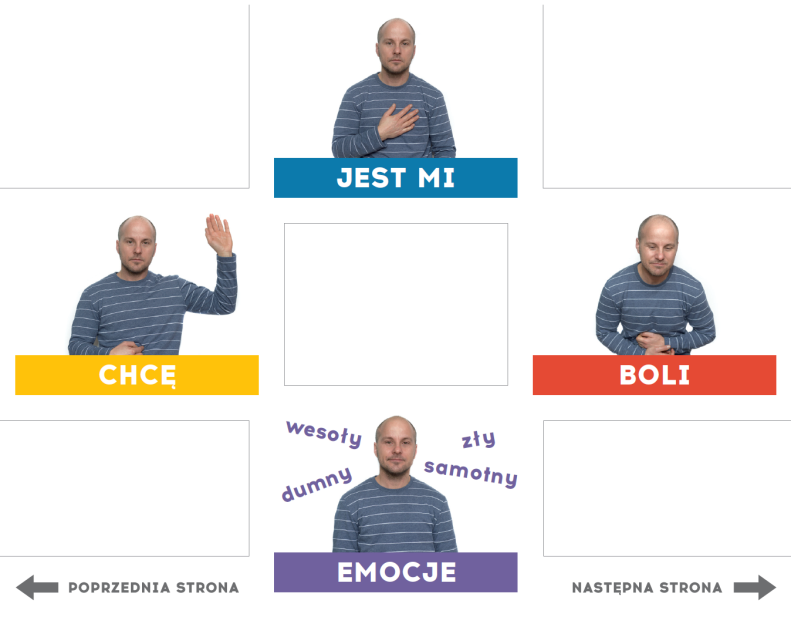 JEST MI
CHCĘ
BOLI
wesoły
zły
dumny
samotny
EMOCJE
POPRZEDNIA STRONA
NASTĘPNA STRONA